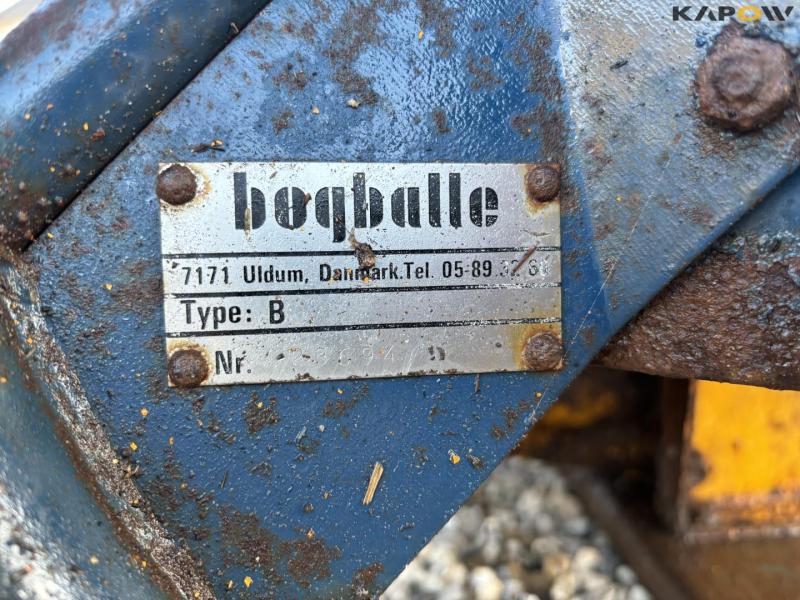 KAPOW
bogballe
7171 Uldum, Danmark. Tel. 05-89
Type: B
Nr.